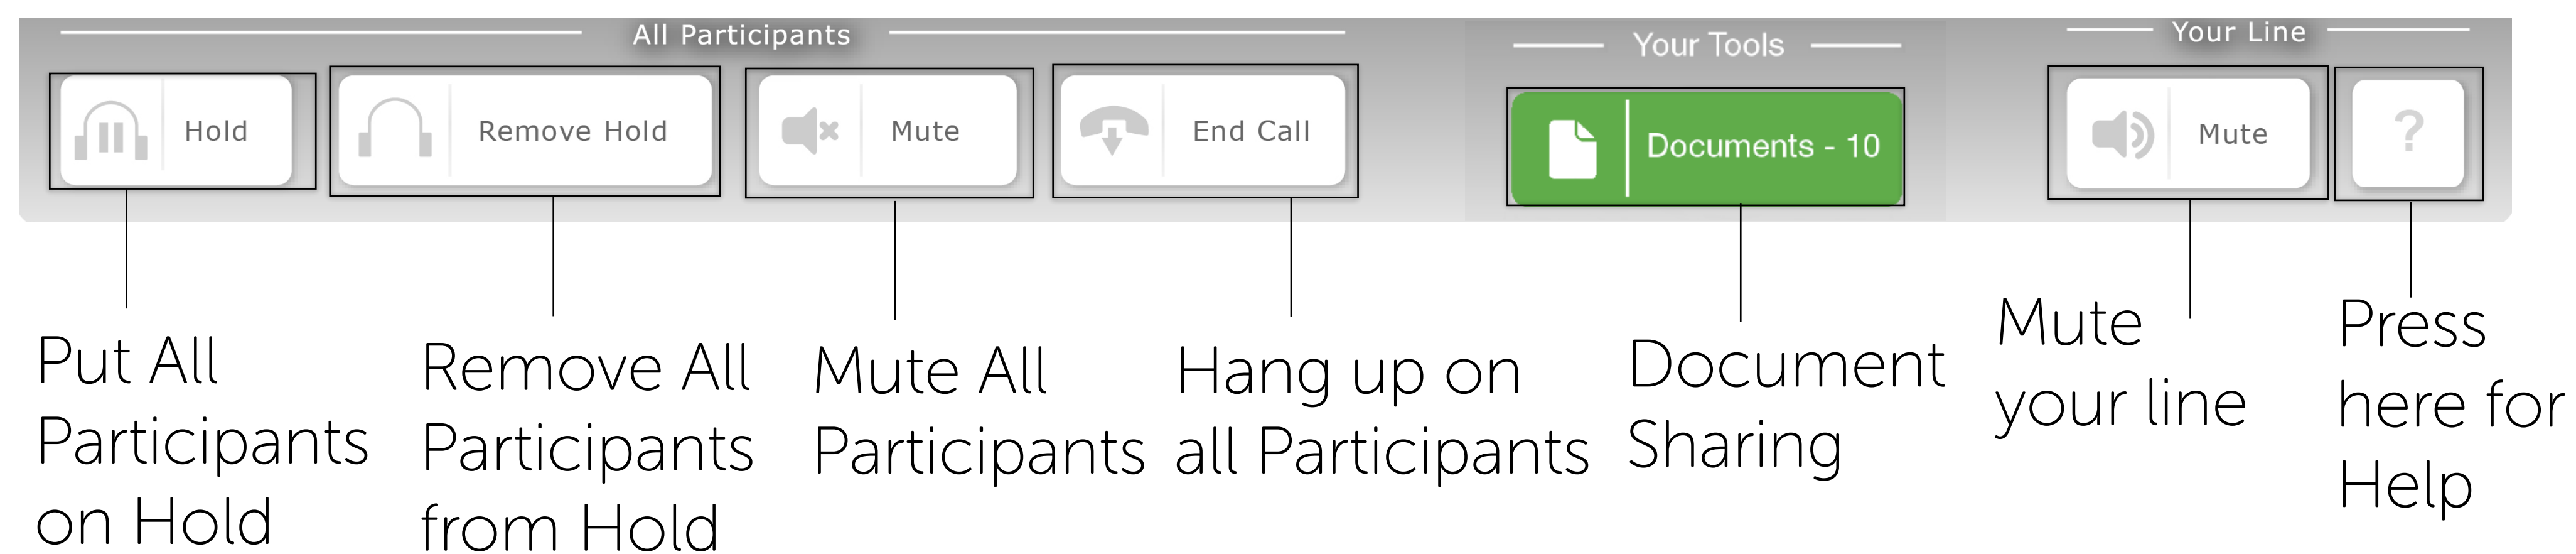 All Participants
Your Tools
Your Line
Hold
Remove Hold
Mute
End Call
Documents - 10
Mute
?
Put All
Participants
on Hold
Remove All
Participants
from Hold
Mute All
Participants
Hang up on
all Participants
Document
Sharing
Mute
your line
Press
here for
Help